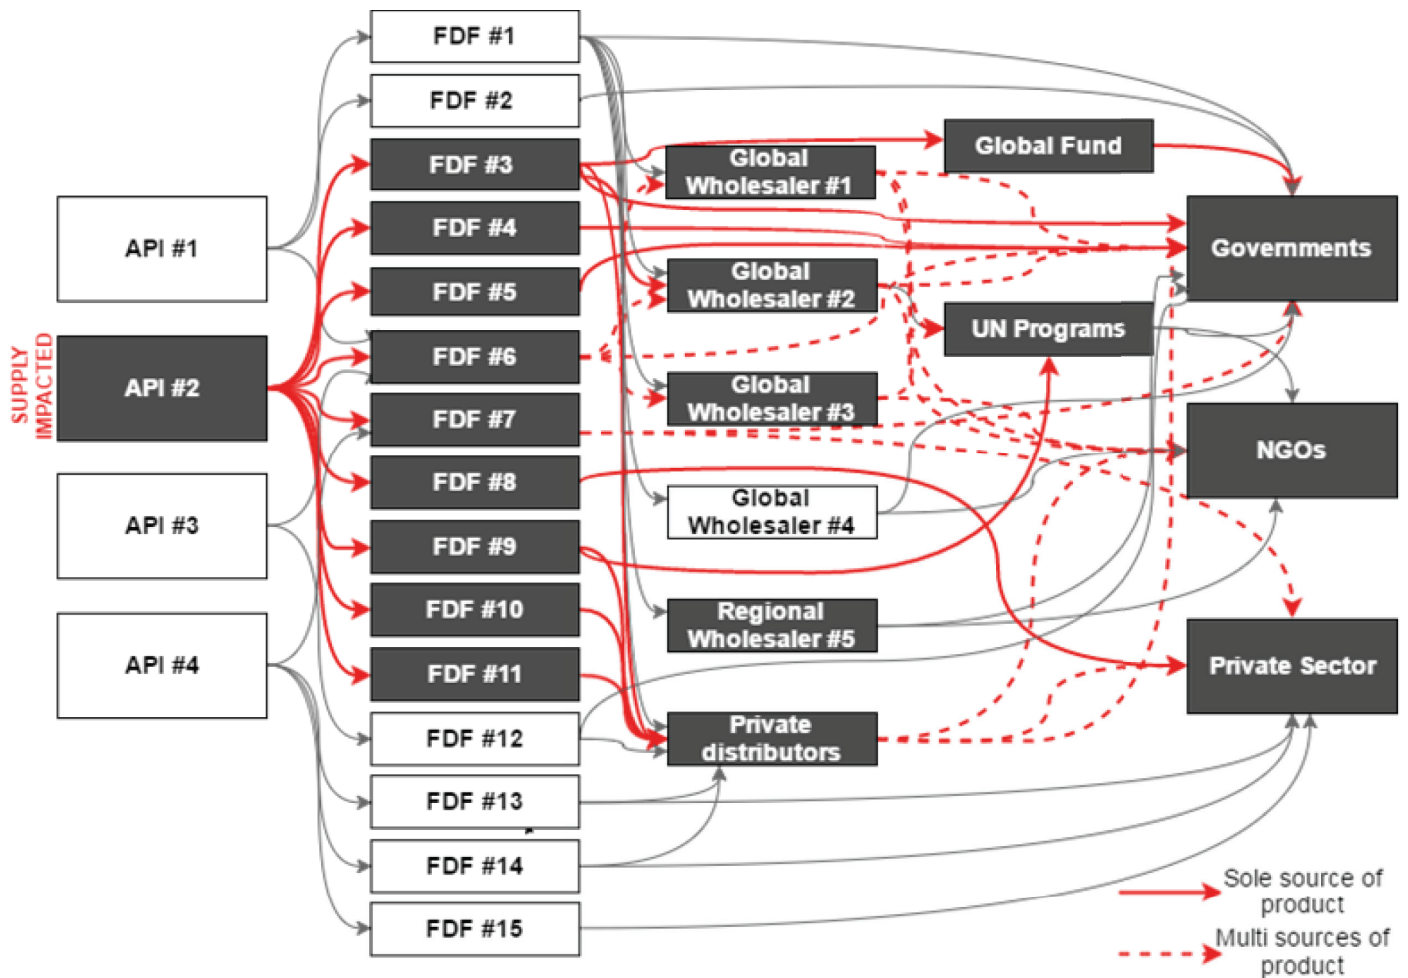 SUPPLY
IMPACTED
API #1
API #2
API #3
API #4
FDF #1
FDF #2
FDF #3
FDF #4
FDF #5
FDF #6
FDF #7
FDF #8
FDF #9
FDF #10
FDF #11
FDF #12
FDF #13
FDF #14
FDF #15
Global
Wholesaler #1
Global
Wholesaler #2
Global
Wholesaler #3
Global
Wholesaler #4
Regional
Wholesaler #5
Private
distributors
Global Fund
UN Programs
Governments
NGOs
Private Sector
Sole source of
product
Multi sources of
product